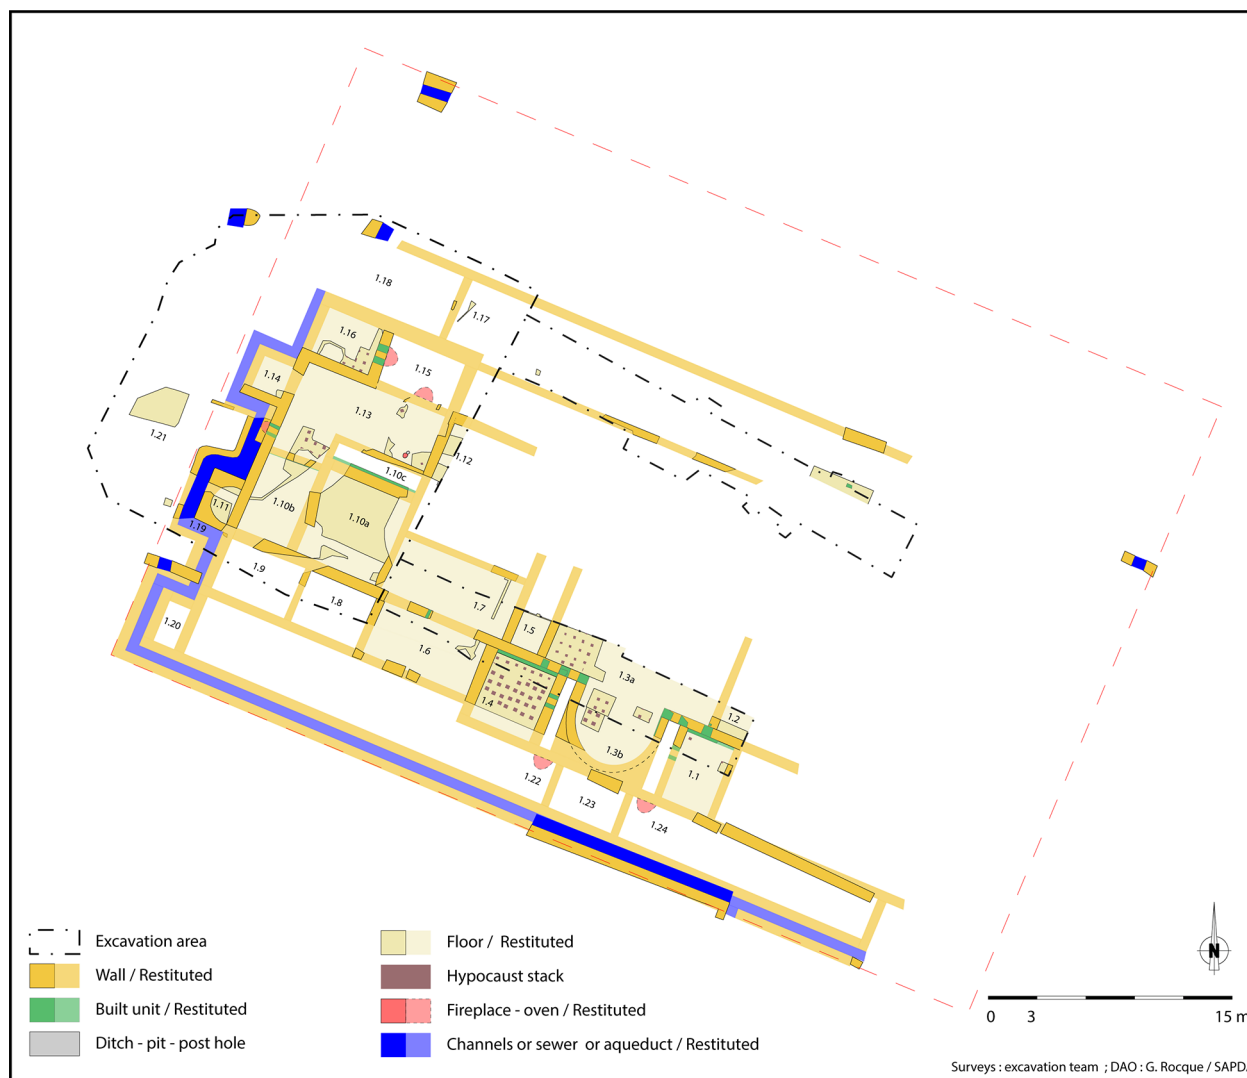 1.18
1.17
1.16
1.15
1.14
1.13
1.21
1.12
1.10c
1.11
1.10b
1.10a
1.19
1.9
1.8
1.7
1.20
1.5
1.6
1.3a
1.4
1.2
1.3b
1.1
1.22
1.23
1.24
Excavation area
Wall / Restituted
Built unit / Restituted
Ditch - pit - post hole
Floor / Restituted
Hypocaust stack
Fireplace - oven / Restituted
Channels or sewer or aqueduct / Restituted
N
0 3 15 m
Surveys : excavation team ; DAO : G. Rocque / SAPD